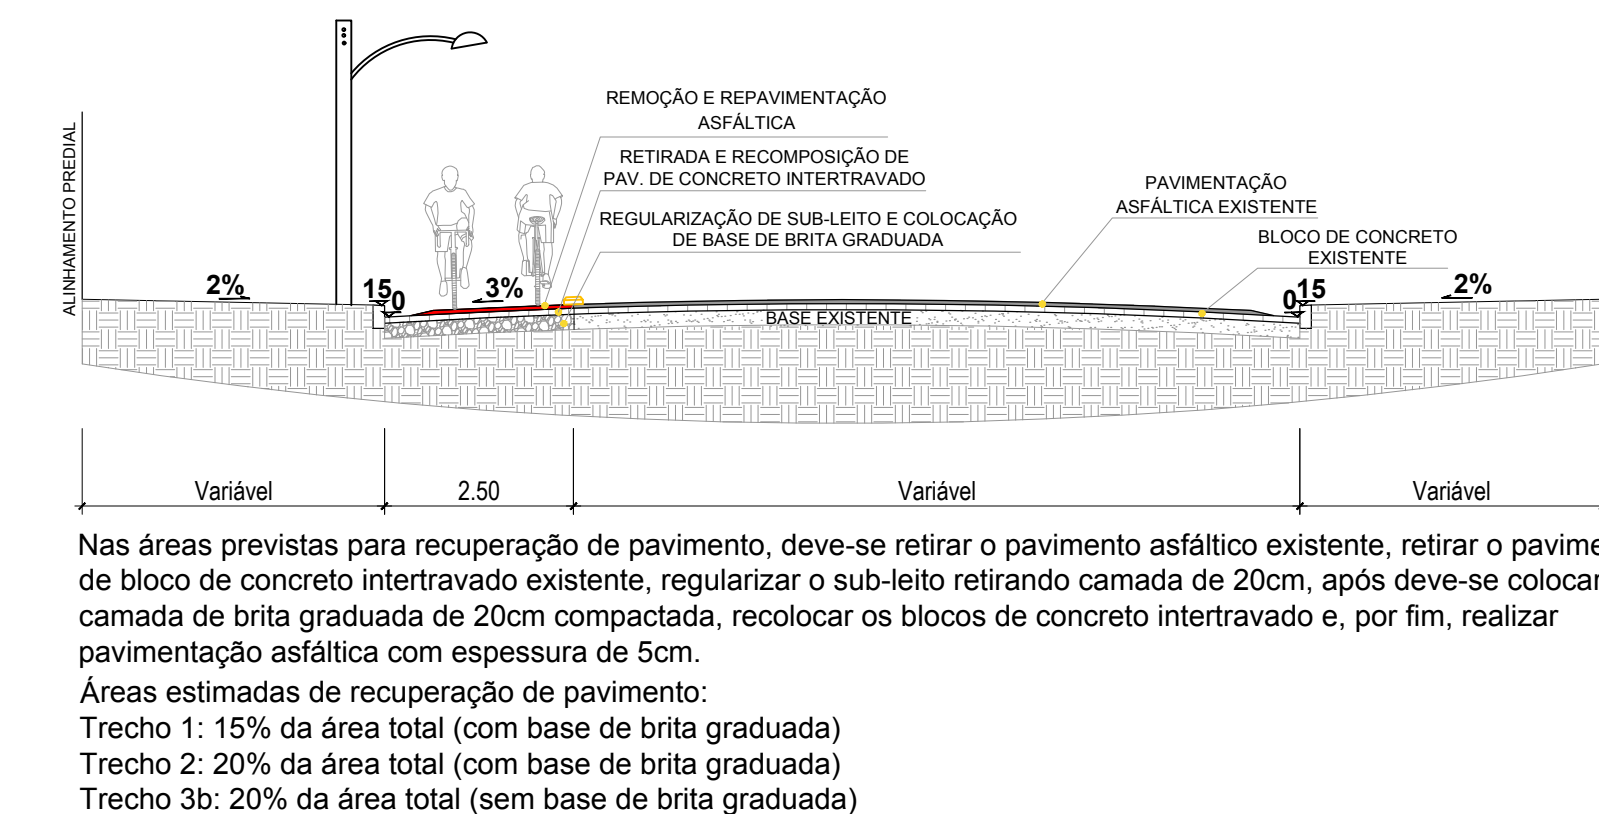 REMOÇÃO E REPAVIMENTAÇÃO
ASFÁLTICA
RETIRADA E RECOMPOSIÇÃO DE
PAV. DE CONCRETO INTERTRAVADO
REGULARIZAÇÃO DE SUB-LEITO E COLOCAÇÃO
DE BASE DE BRITA GRADUADA
PAVIMENTAÇÃO
ASFÁLTICA EXISTENTE
BLOCO DE CONCRETO
EXISTENTE
ALINHAMENTO PREDIAL
2%
15
0
3%
BASE EXISTENTE
0
15
2%
Variável
2.50
Variável
Variável
Nas áreas previstas para recuperação de pavimento, deve-se retirar o pavimento asfáltico existente, retirar o pavime
de bloco de concreto intertravado existente, regularizar o sub-leito retirando camada de 20cm, após deve-se colocar
camada de brita graduada de 20cm compactada, recolocar os blocos de concreto intertravado e, por fim, realizar
pavimentação asfáltica com espessura de 5cm.
Áreas estimadas de recuperação de pavimento:
Trecho 1: 15% da área total (com base de brita graduada)
Trecho 2: 20% da área total (com base de brita graduada)
Trecho 3b: 20% da área total (sem base de brita graduada)